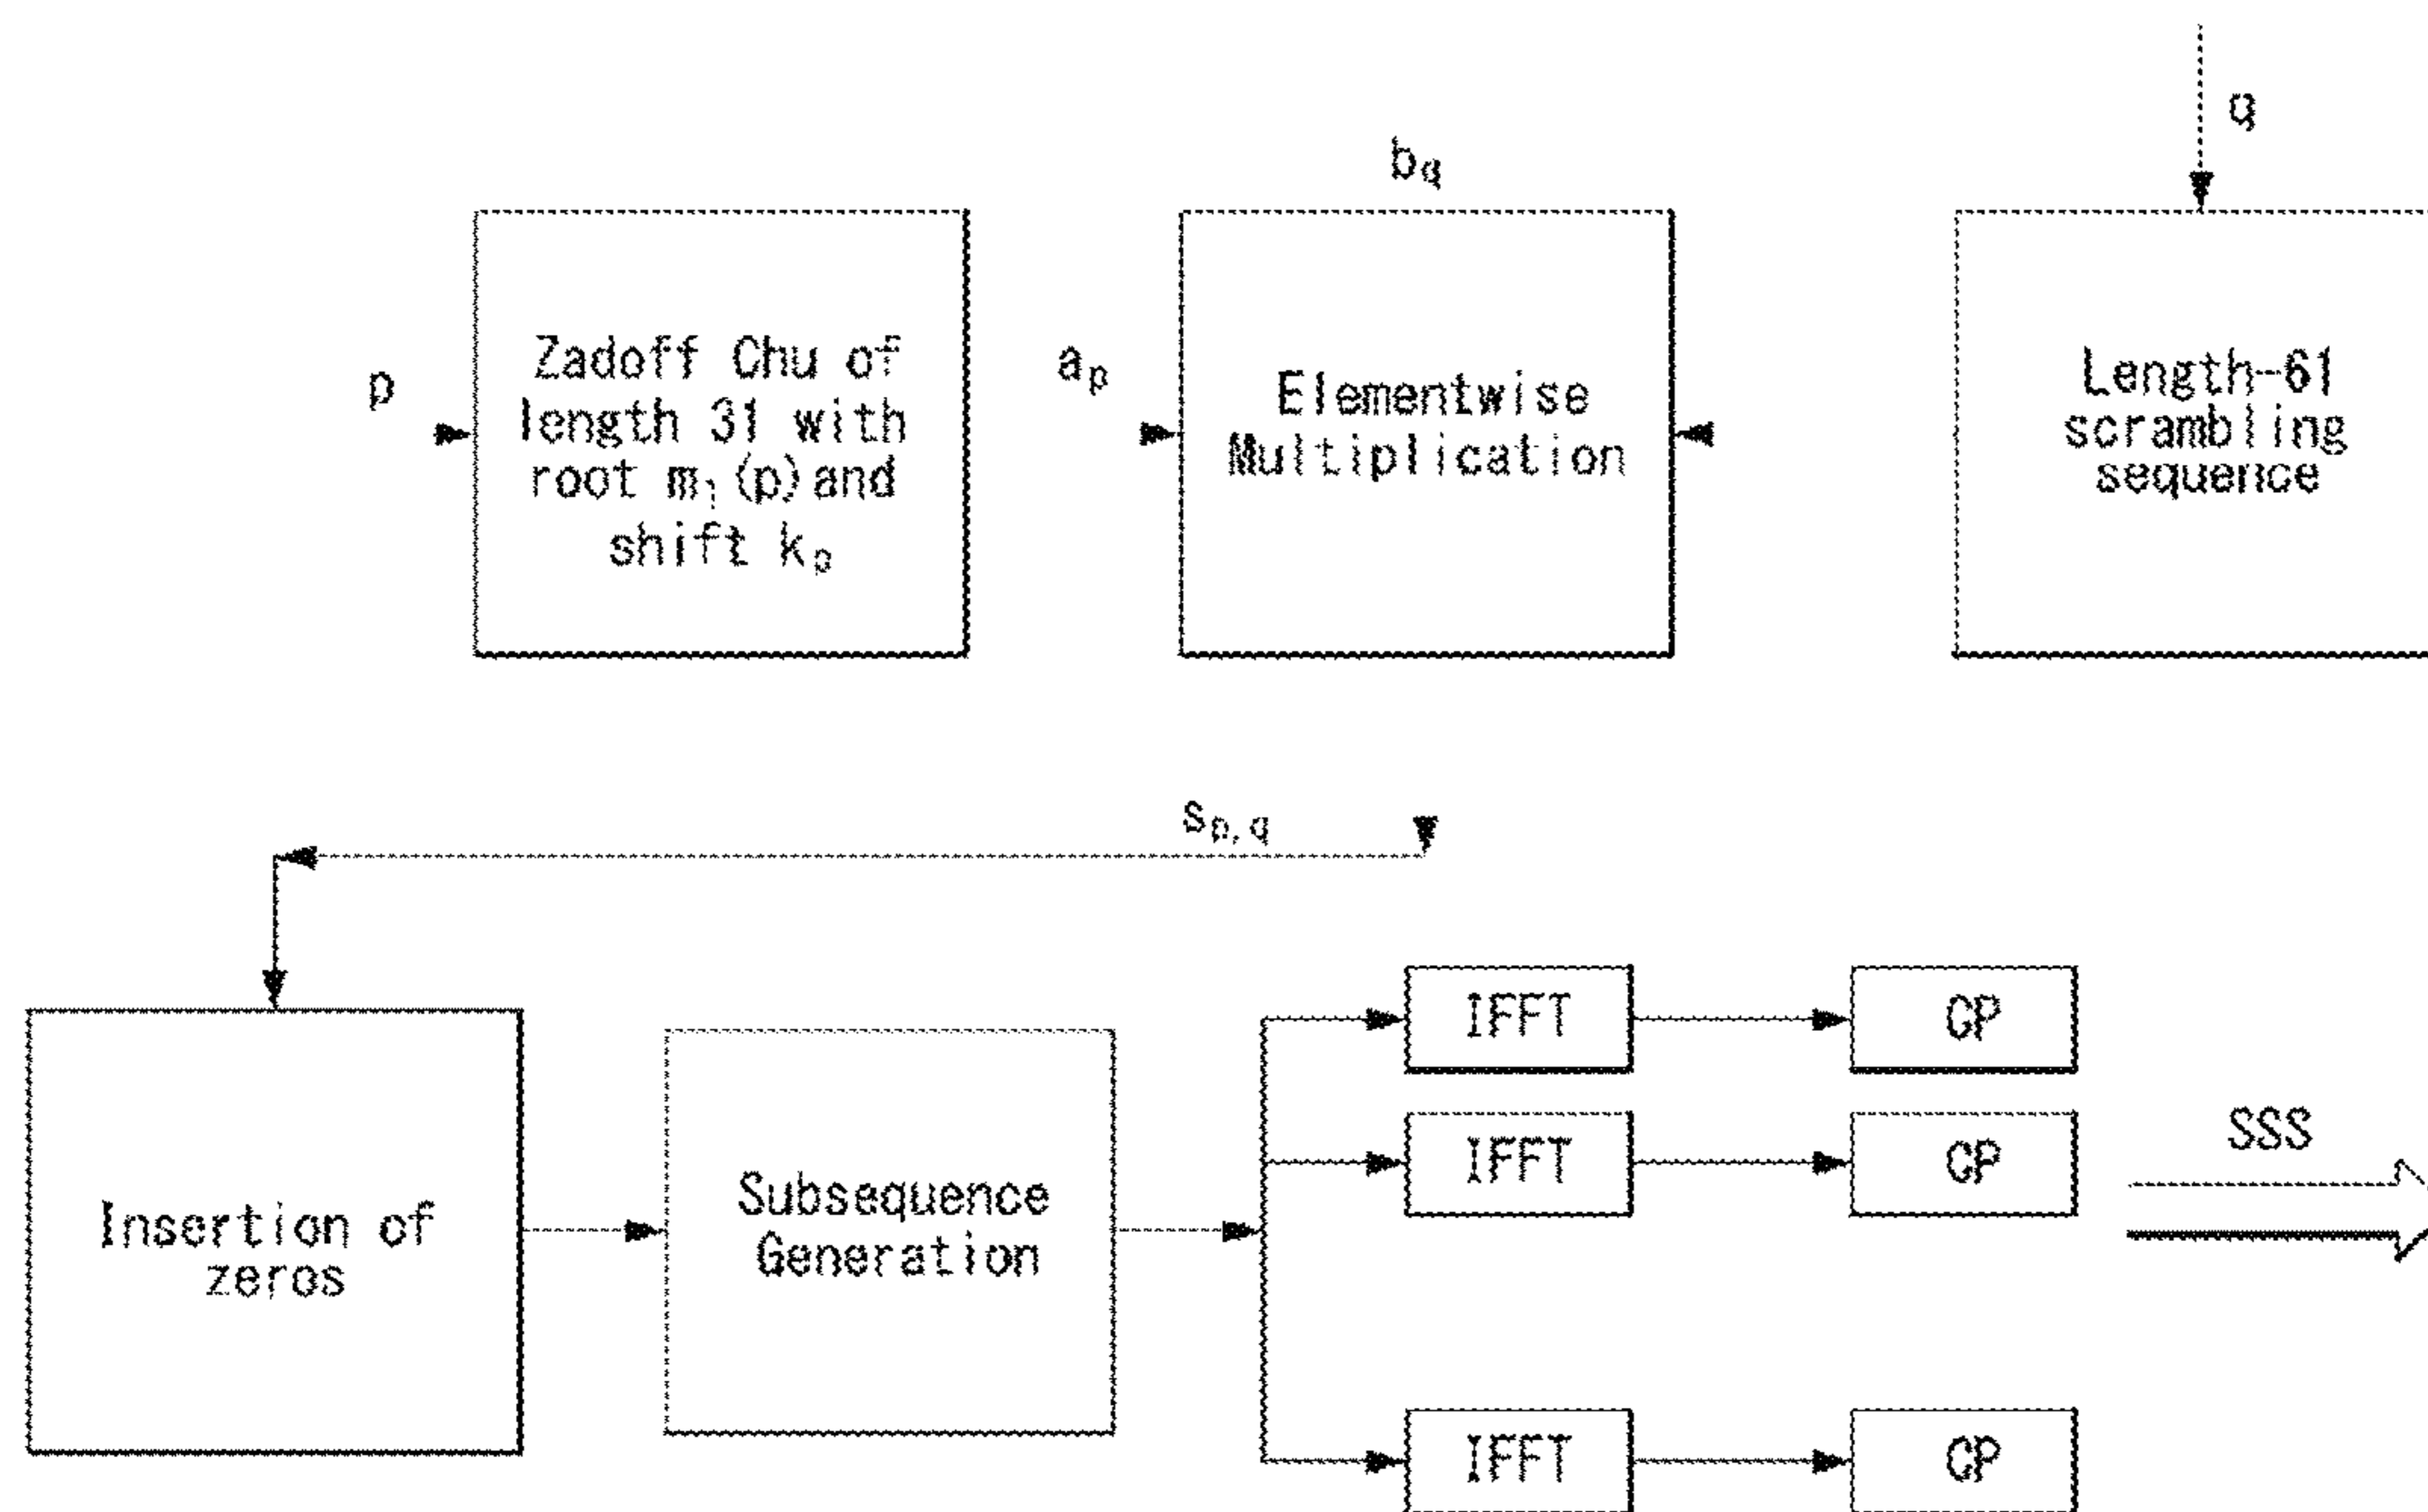 q
b_q
p
Zadoff Chu of
length 31 with
root m_1(p) and
shift k_p
a_p
Elementwise
Multiplication
Length-61
scrambling
sequence
s_p,q
Insertion of
zeros
Subsequence
Generation
IFFT
CP
IFFT
CP
SSS
IFFT
CP